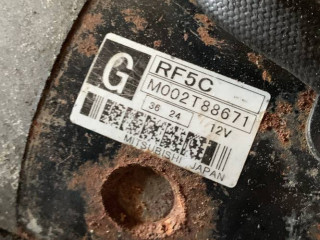 G
RF5C
M002T88671
36 24
12V
MITSUBISHI JAPAN